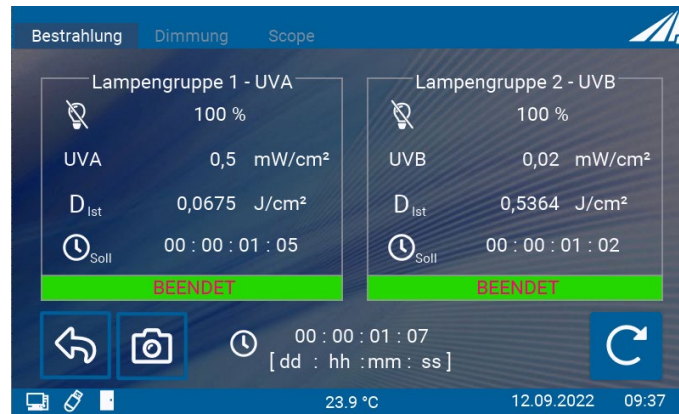 Bestrahlung Dimmung Scope
Lampengruppe 1 - UVA
100 %
UVA 0,5 mW/cm²
D Ist 0,0675 J/cm²
Soll 00 : 00 : 01 : 05
BEENDET
Lampengruppe 2 - UVB
100 %
UVB 0,02 mW/cm²
D Ist 0,5364 J/cm²
Soll 00 : 00 : 01 : 02
BEENDET
00 : 00 : 01 : 07
[ dd : hh : mm : ss ]
23.9 °C 12.09.2022 09:37